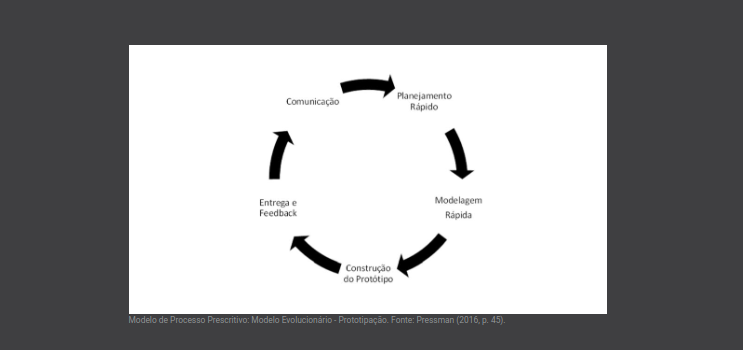 Comunicação
Planejamento
Rápido
Modelagem
Rápida
Construção
do Protótipo
Entrega e
Feedback
Modelo de Processo Prescritivo: Modelo Evolucionário - Prototipação. Fonte: Pressman (2016, p. 45).